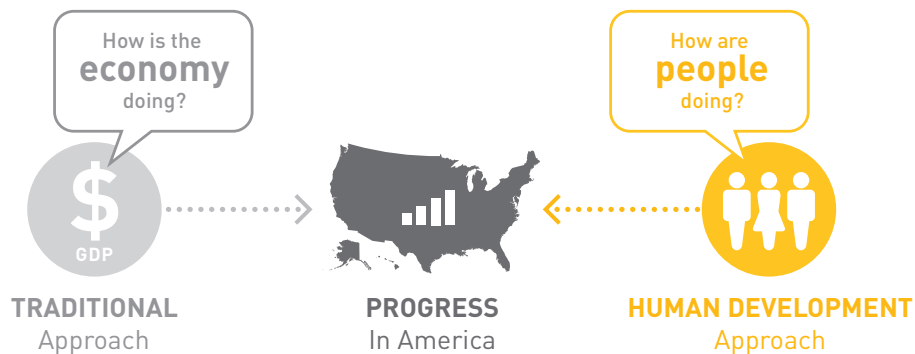 How is the
economy
doing?
$
GDP
TRADITIONAL
Approach
PROGRESS
In America
How are
people
doing?
HUMAN DEVELOPMENT
Approach